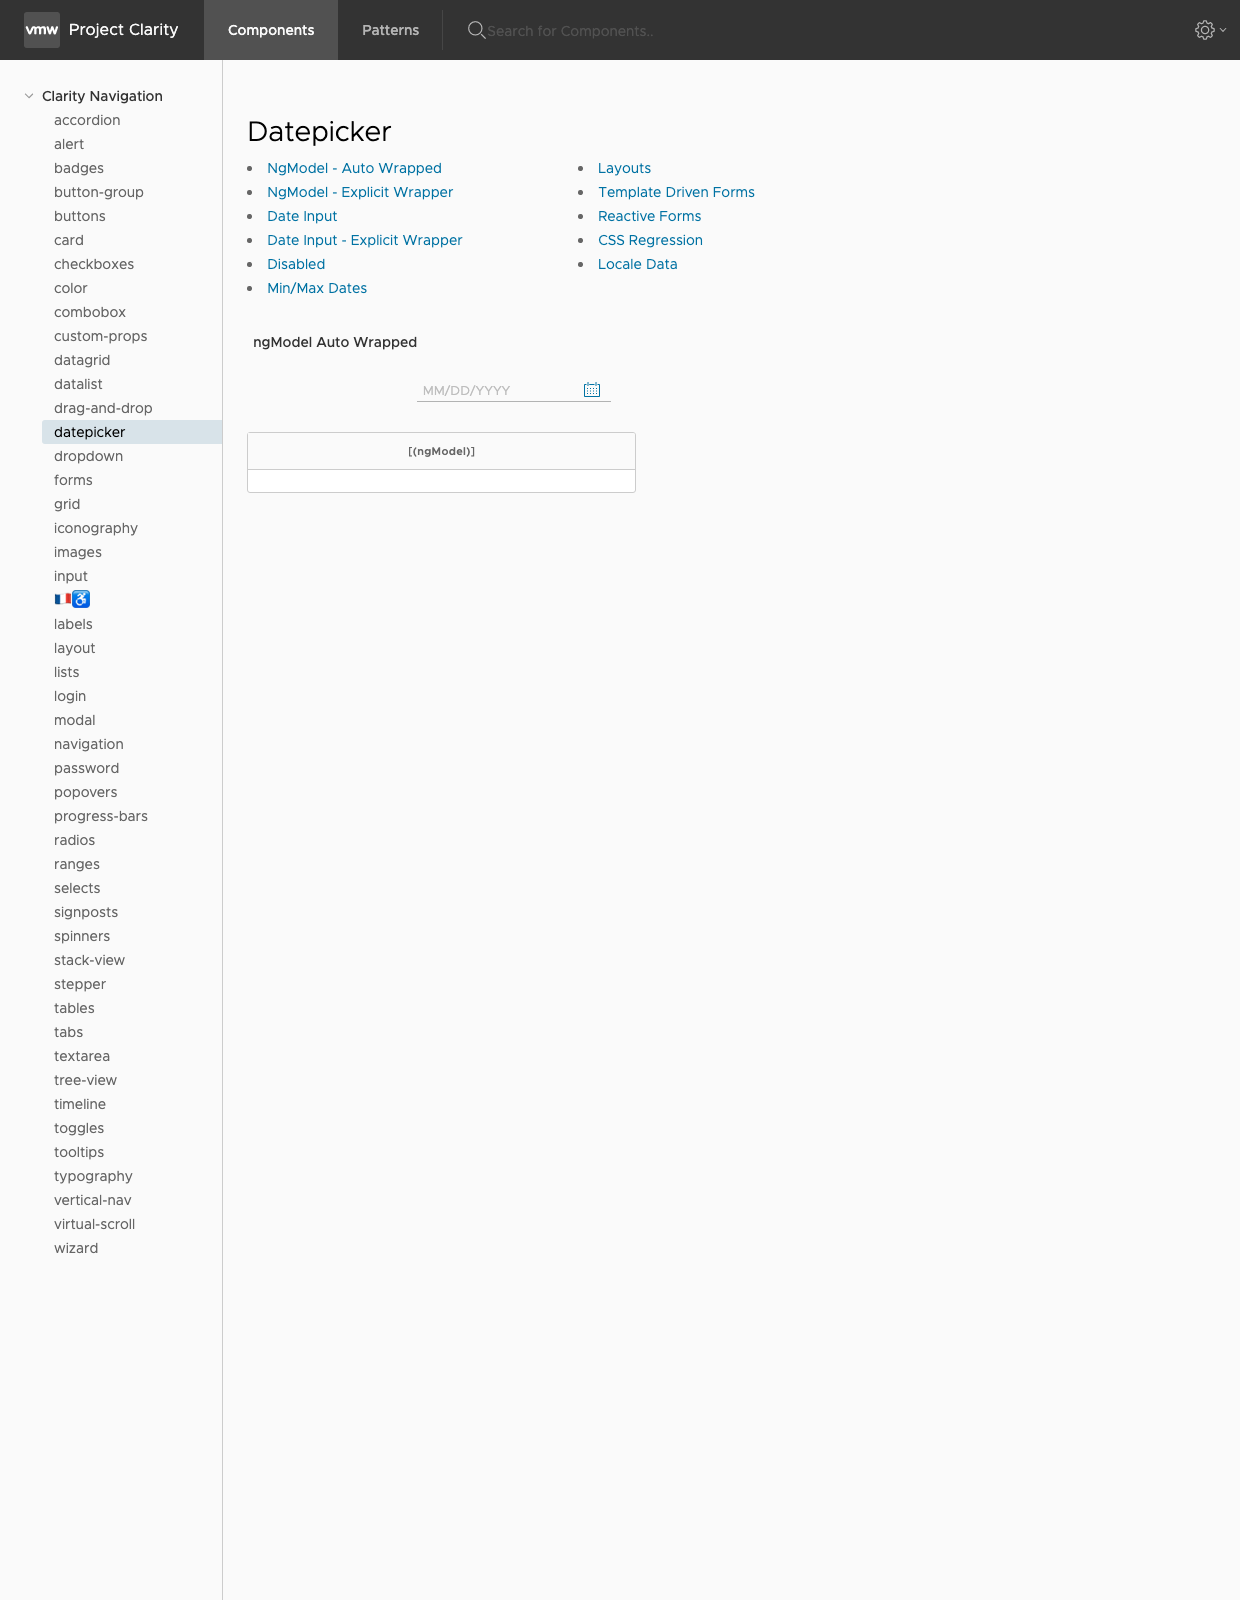 vmw Project Clarity Components Patterns Search for Components..
Clarity Navigation
accordion
alert
badges
button-group
buttons
card
checkboxes
color
combobox
custom-props
datagrid
datalist
drag-and-drop
datepicker
dropdown
forms
grid
iconography
images
input
🇫🇷♿
labels
layout
lists
login
modal
navigation
password
popovers
progress-bars
radios
ranges
selects
signposts
spinners
stack-view
stepper
tables
tabs
textarea
tree-view
timeline
toggles
tooltips
typography
vertical-nav
virtual-scroll
wizard
Datepicker
NgModel - Auto Wrapped
NgModel - Explicit Wrapper
Date Input
Date Input - Explicit Wrapper
Disabled
Min/Max Dates
Layouts
Template Driven Forms
Reactive Forms
CSS Regression
Locale Data
ngModel Auto Wrapped
MM/DD/YYYY
[(ngModel)]